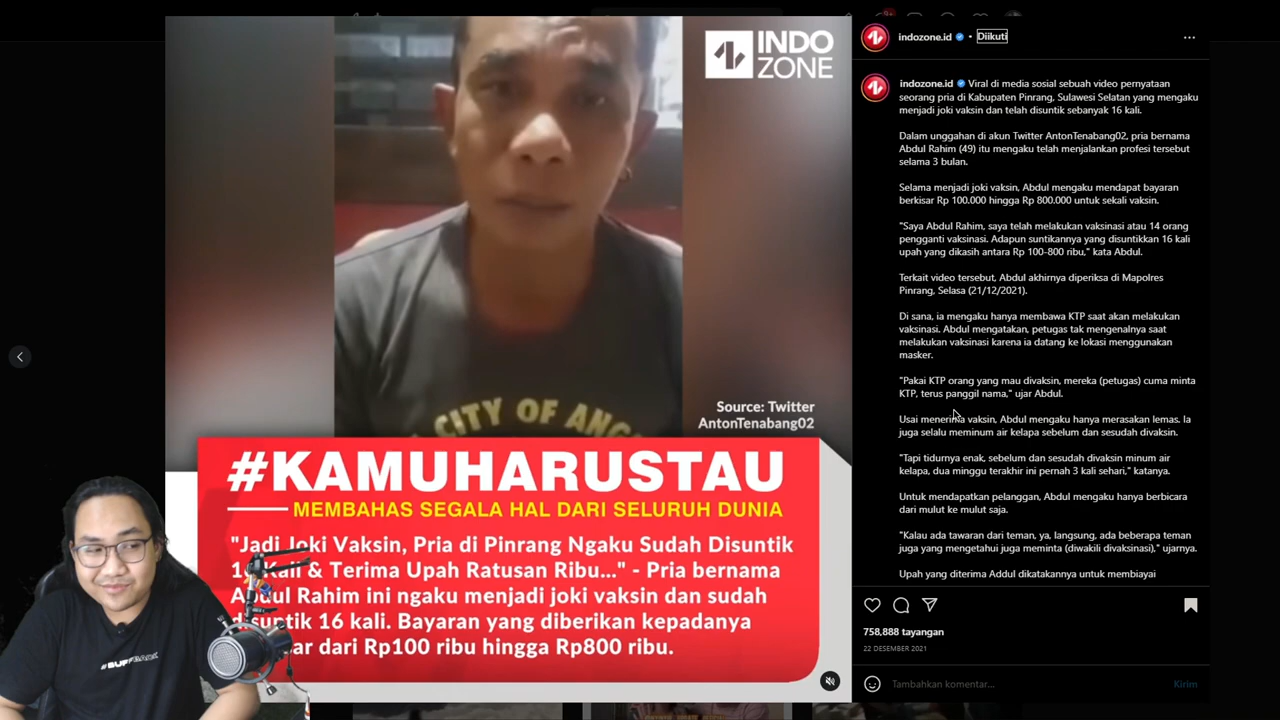 INDO
ZONE
CITY OF ANG
Source: Twitter
AntonTenabang02
#KAMUHARUSTAU
MEMBAHAS SEGALA HAL DARI SELURUH DUNIA
"Jadi Joki Vaksin, Pria di Pinrang Ngaku Sudah Disuntik
Kali & Terima Upah Ratusan Ribu..." - Pria bernama
Abdul Rahim ini ngaku menjadi joki vaksin dan sudah
disuntik 16 kali. Bayaran yang diberikan kepadanya
dari Rp100 ribu hingga Rp800 ribu.
indozone.id • Diikuti
indozone.id Viral di media sosial sebuah video pernyataan
seorang pria di Kabupaten Pinrang, Sulawesi Selatan yang mengaku
menjadi joki vaksin dan telah disuntik sebanyak 16 kali.
Dalam unggahan di akun Twitter AntonTenabang02, pria bernama
Abdul Rahim (49) itu mengaku telah menjalankan profesi tersebut
selama 3 bulan.
Selama menjadi joki vaksin, Abdul mengaku mendapat bayaran
berkisar Rp 100.000 hingga Rp 800.000 untuk sekali vaksin.
"Saya Abdul Rahim, saya telah melakukan vaksinasi atau 14 orang
pengganti vaksinasi. Adapun suntikannya yang disuntikkan 16 kali
upah yang dikasih antara Rp 100-800 ribu," kata Abdul.
Terkait video tersebut, Abdul akhirnya diperiksa di Mapolres
Pinrang, Selasa (21/12/2021).
Di sana, ia mengaku hanya membawa KTP saat akan melakukan
vaksinasi. Abdul mengatakan, petugas tak mengenalnya saat
melakukan vaksinasi karena ia datang ke lokasi menggunakan
masker.
"Pakai KTP orang yang mau divaksin, mereka (petugas) cuma minta
KTP, terus panggil nama," ujar Abdul.
Usai menerima vaksin, Abdul mengaku hanya merasakan lemas. Ia
juga selalu meminum air kelapa sebelum dan sesudah divaksin.
"Tapi tidurnya enak, sebelum dan sesudah divaksin minum air
kelapa, dua minggu terakhir ini pernah 3 kali sehari," katanya.
Untuk mendapatkan pelanggan, Abdul mengaku hanya berbicara
dari mulut ke mulut saja.
"Kalau ada tawaran dari teman, ya, langsung, ada beberapa teman
juga yang mengetahui juga meminta (diwakili divaksinasi)," ujarnya.
Upah yang diterima Addul dikatakannya untuk membiayai
758,888 tayangan
22 DESEMBER 2021
Tambahkan komentar...
Kirim